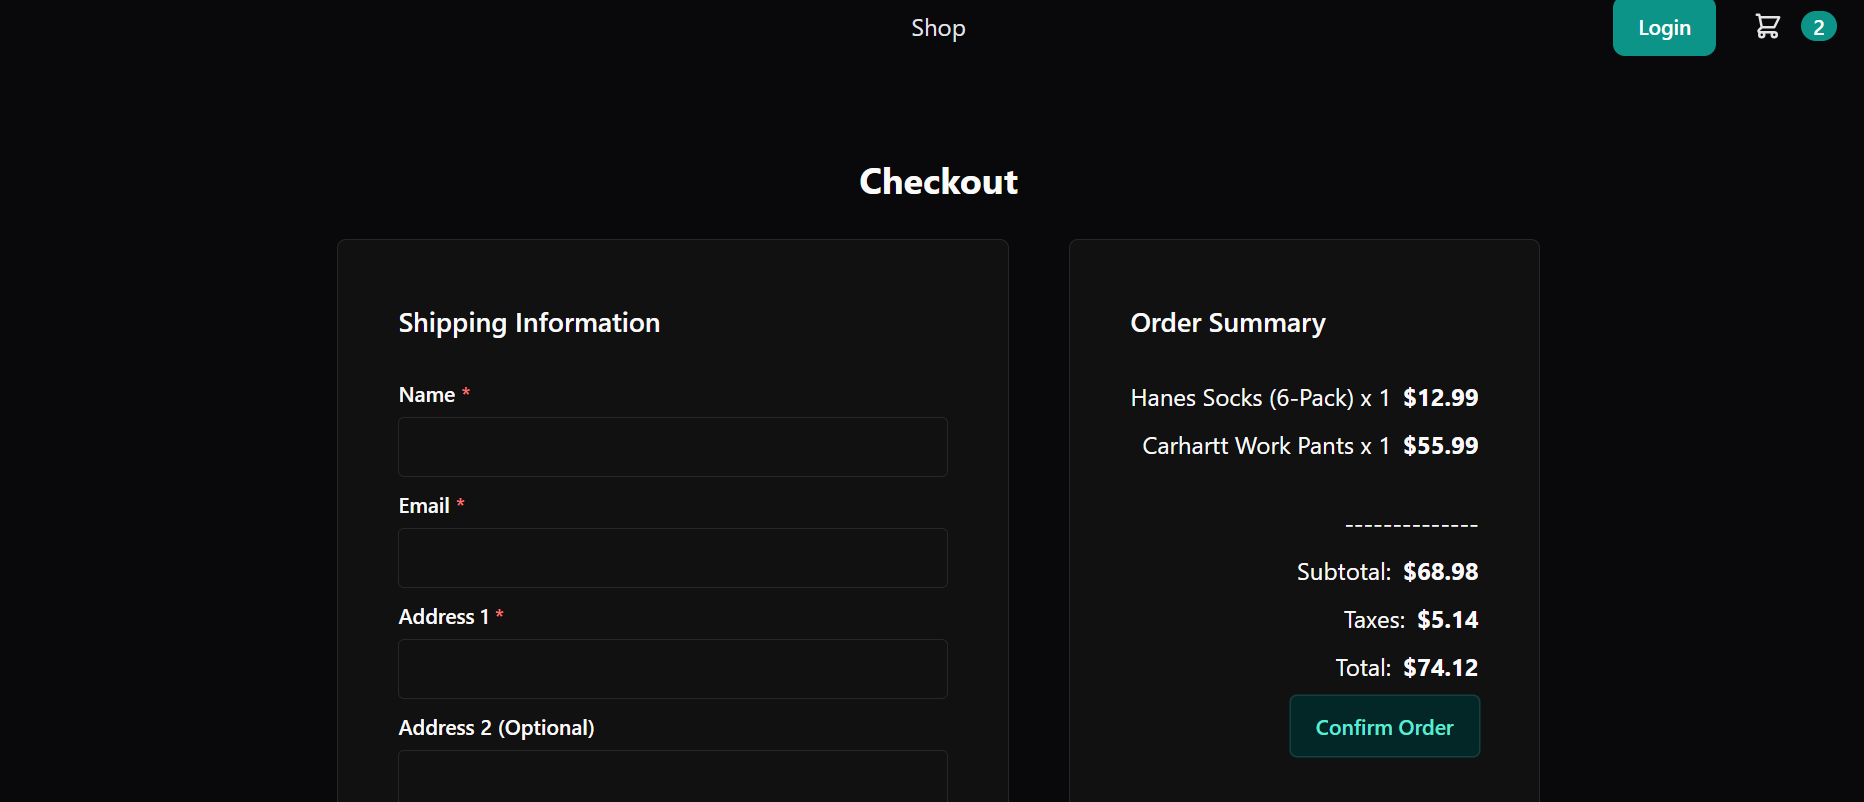 Shop
Login
2
Checkout
Shipping Information
Name *
Email *
Address 1 *
Address 2 (Optional)
Order Summary
Hanes Socks (6-Pack) x 1 $12.99
Carhartt Work Pants x 1 $55.99
--------------
Subtotal: $68.98
Taxes: $5.14
Total: $74.12
Confirm Order